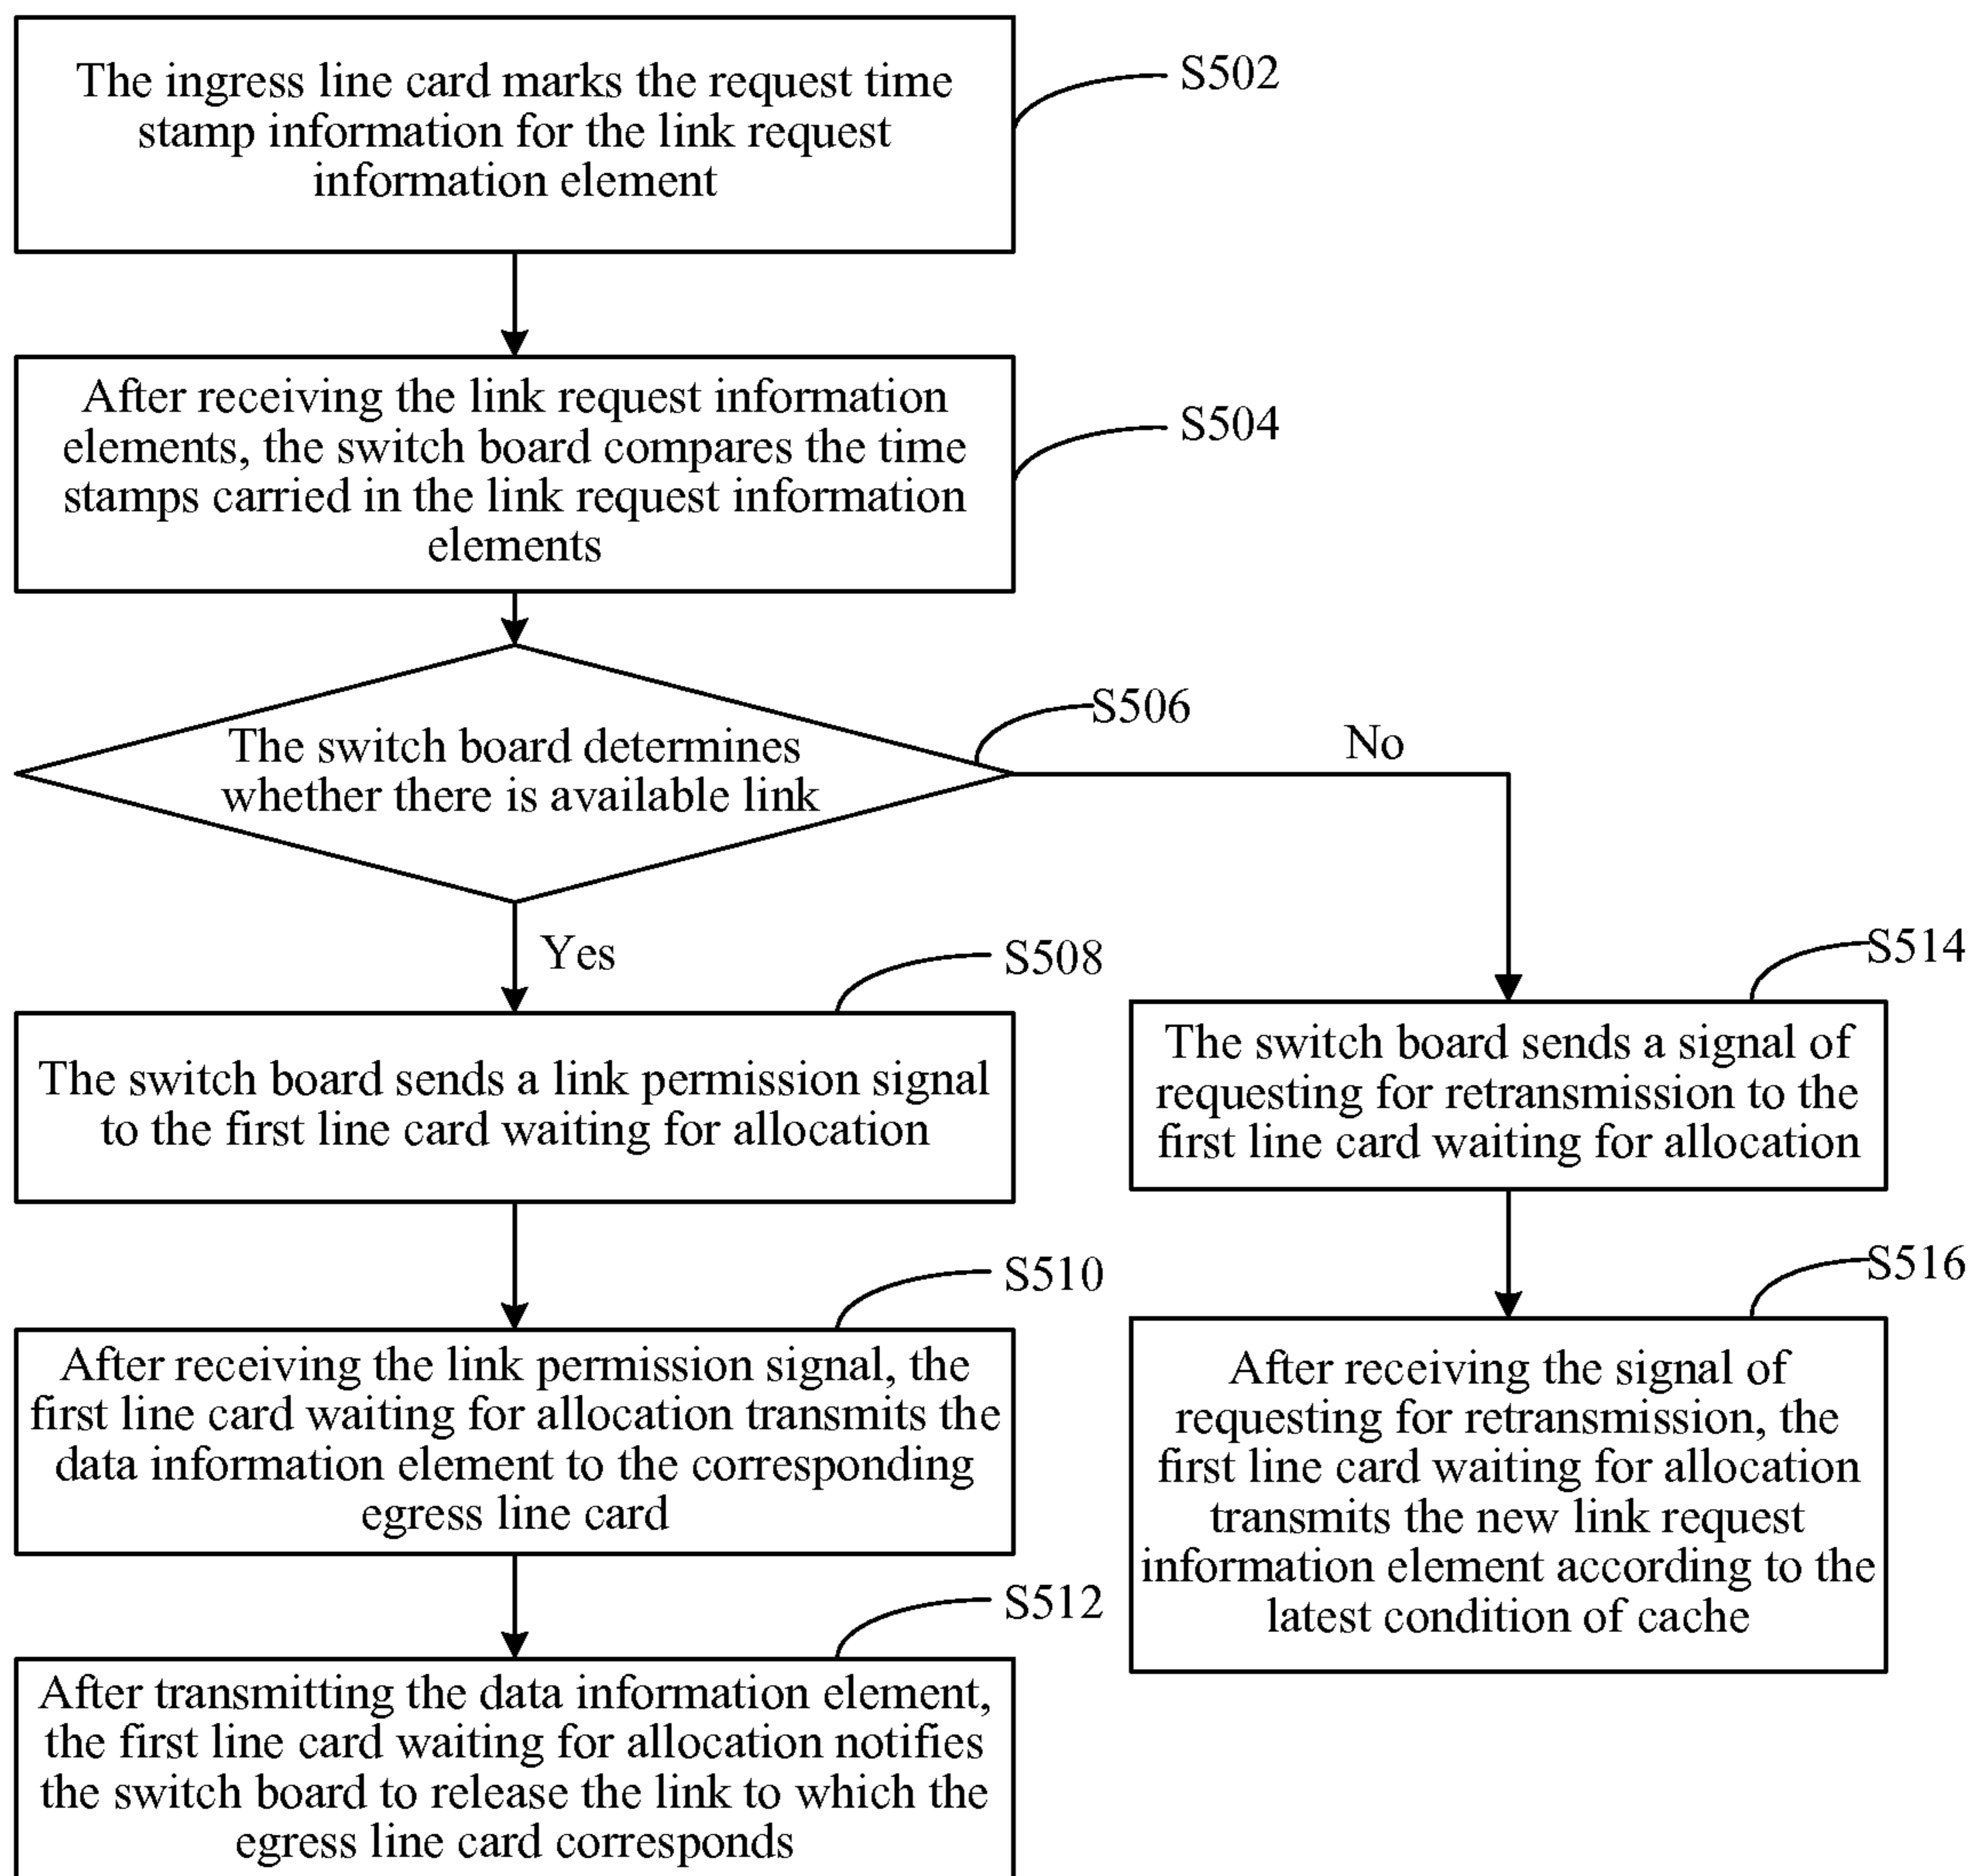 The ingress line card marks the request time
stamp information for the link request
information element
S502
After receiving the link request information
elements, the switch board compares the time
stamps carried in the link request information
elements
S504
The switch board determines
whether there is available link
S506
No
Yes
S508
The switch board sends a link permission signal
to the first line card waiting for allocation
S510
After receiving the link permission signal, the
first line card waiting for allocation transmits the
data information element to the corresponding
egress line card
S512
After transmitting the data information element,
the first line card waiting for allocation notifies
the switch board to release the link to which the
egress line card corresponds
S514
The switch board sends a signal of
requesting for retransmission to the
first line card waiting for allocation
S516
After receiving the signal of
requesting for retransmission, the
first line card waiting for allocation
transmits the new link request
information element according to the
latest condition of cache